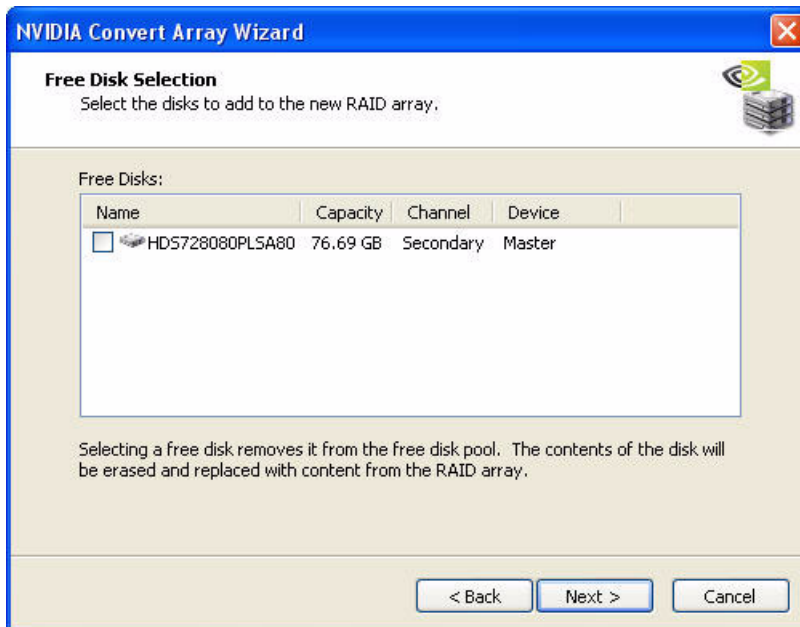 NVIDIA Convert Array Wizard
Free Disk Selection
Select the disks to add to the new RAID array.
Free Disks:
Name Capacity Channel Device
HDS728080PLSA80 76.69 GB Secondary Master
Selecting a free disk removes it from the free disk pool. The contents of the disk will
be erased and replaced with content from the RAID array.
< Back Next > Cancel